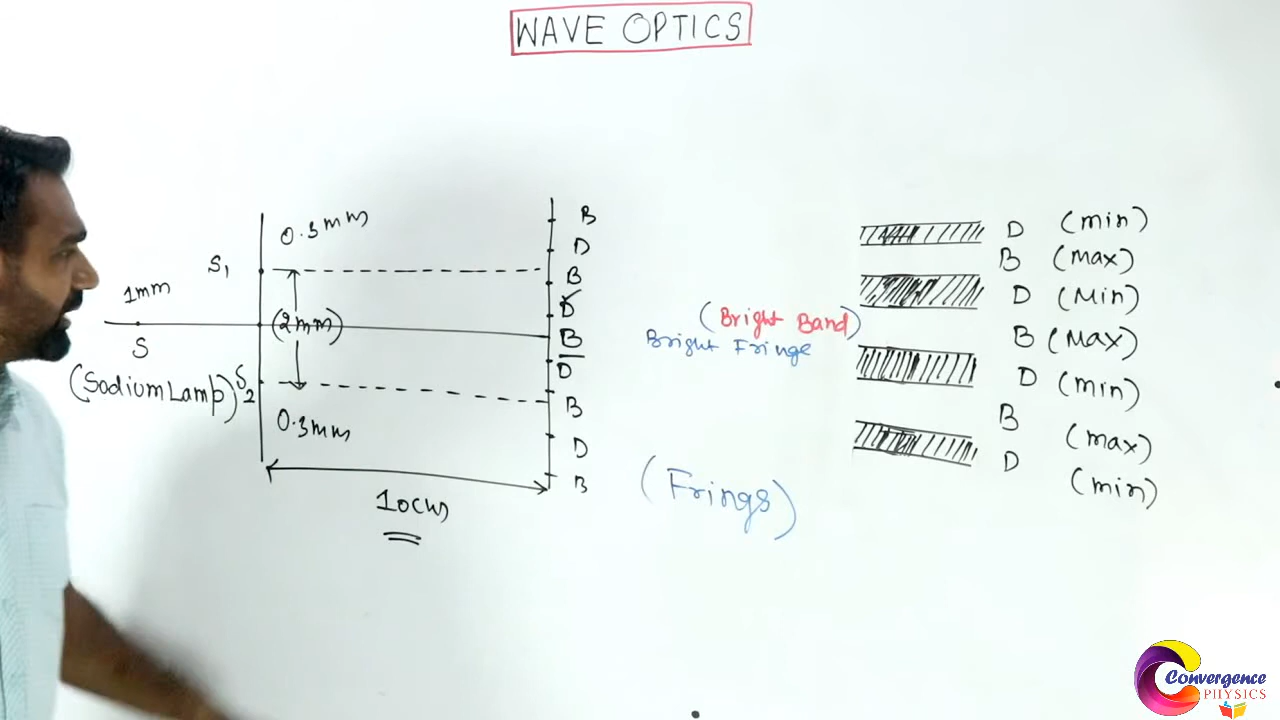 WAVE OPTICS
0.3mm
S1
1mm
S
(2mm)
(Sodium Lamp)
S2
0.3mm
10cm
B
D
B
D
B
D
B
D
B
(Bright Band)
Bright Fringe
(Frings)
D (min)
B (max)
D (Min)
B (Max)
D (min)
B (max)
D (min)
Convergence
PHYSICS